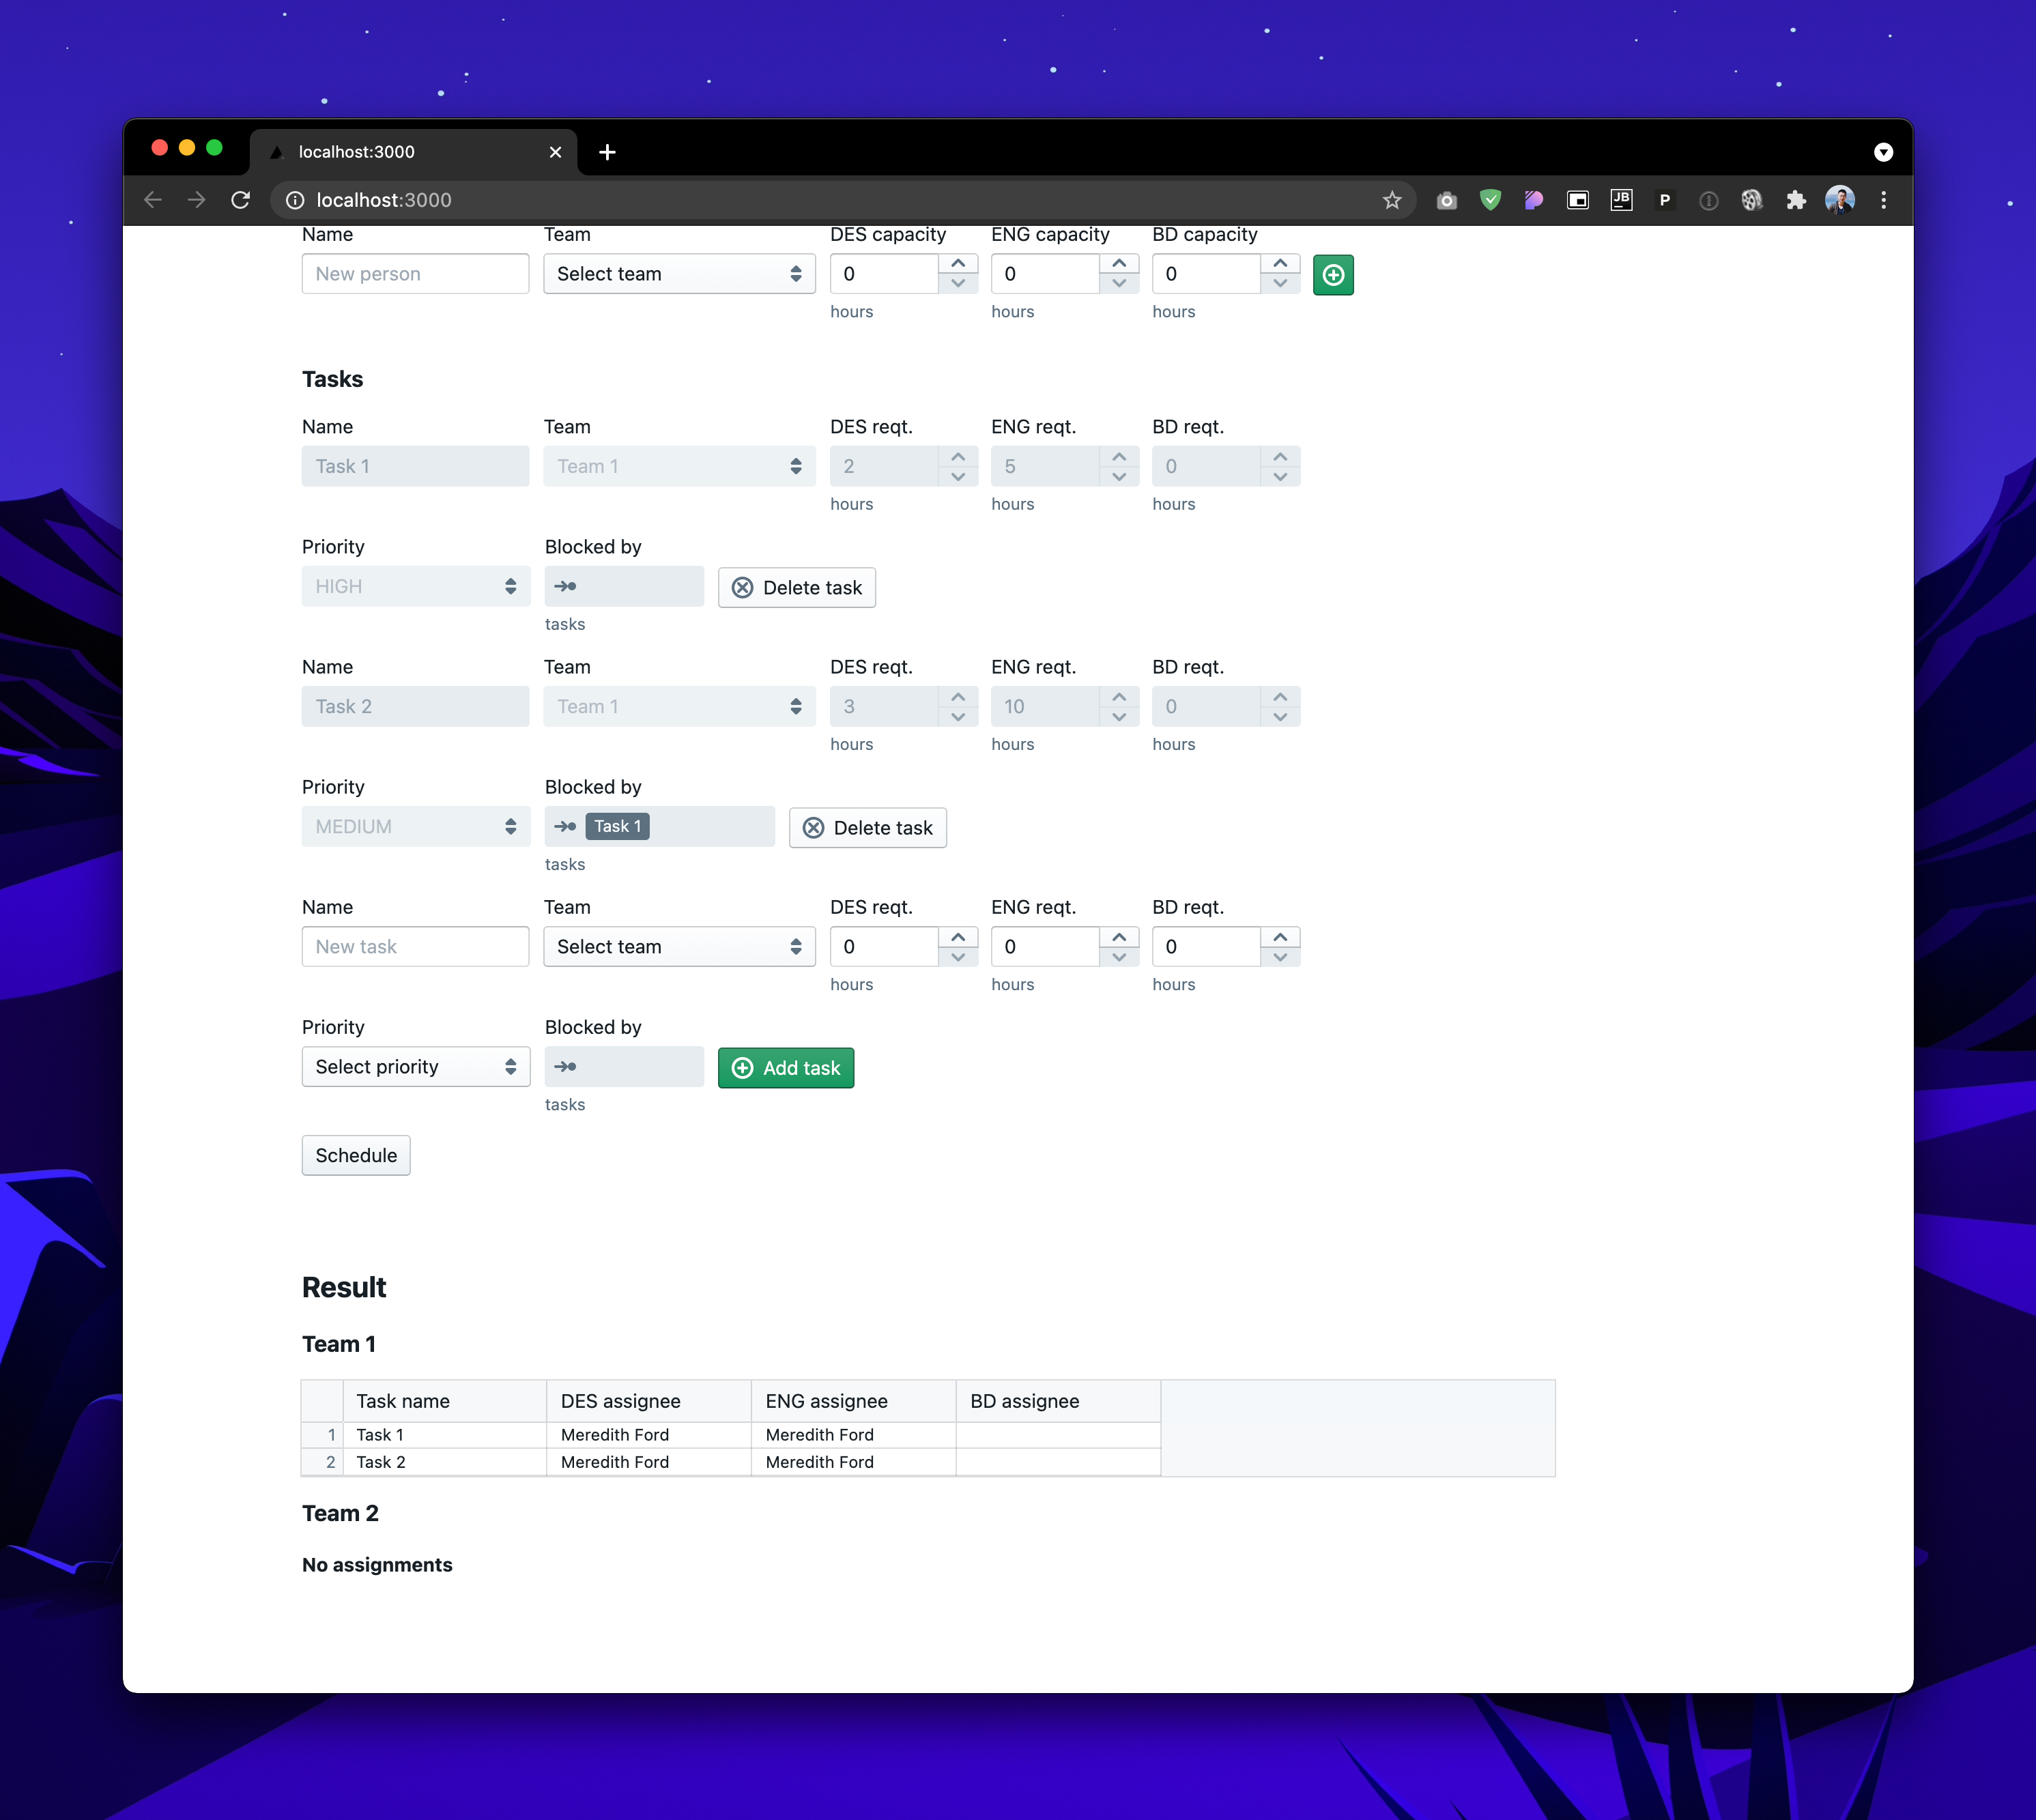 localhost:3000
localhost:3000
JB
P
Name Team DES capacity ENG capacity BD capacity
New person Select team 0 0 0
hours hours hours
Tasks
Name Team DES reqt. ENG reqt. BD reqt.
Task 1 Team 1 2 5 0
hours hours hours
Priority Blocked by
HIGH Delete task
tasks
Name Team DES reqt. ENG reqt. BD reqt.
Task 2 Team 1 3 10 0
hours hours hours
Priority Blocked by
MEDIUM Task 1 Delete task
tasks
Name Team DES reqt. ENG reqt. BD reqt.
New task Select team 0 0 0
hours hours hours
Priority Blocked by
Select priority Add task
tasks
Schedule
Result
Team 1
Task name DES assignee ENG assignee BD assignee
1 Task 1 Meredith Ford Meredith Ford
2 Task 2 Meredith Ford Meredith Ford
Team 2
No assignments